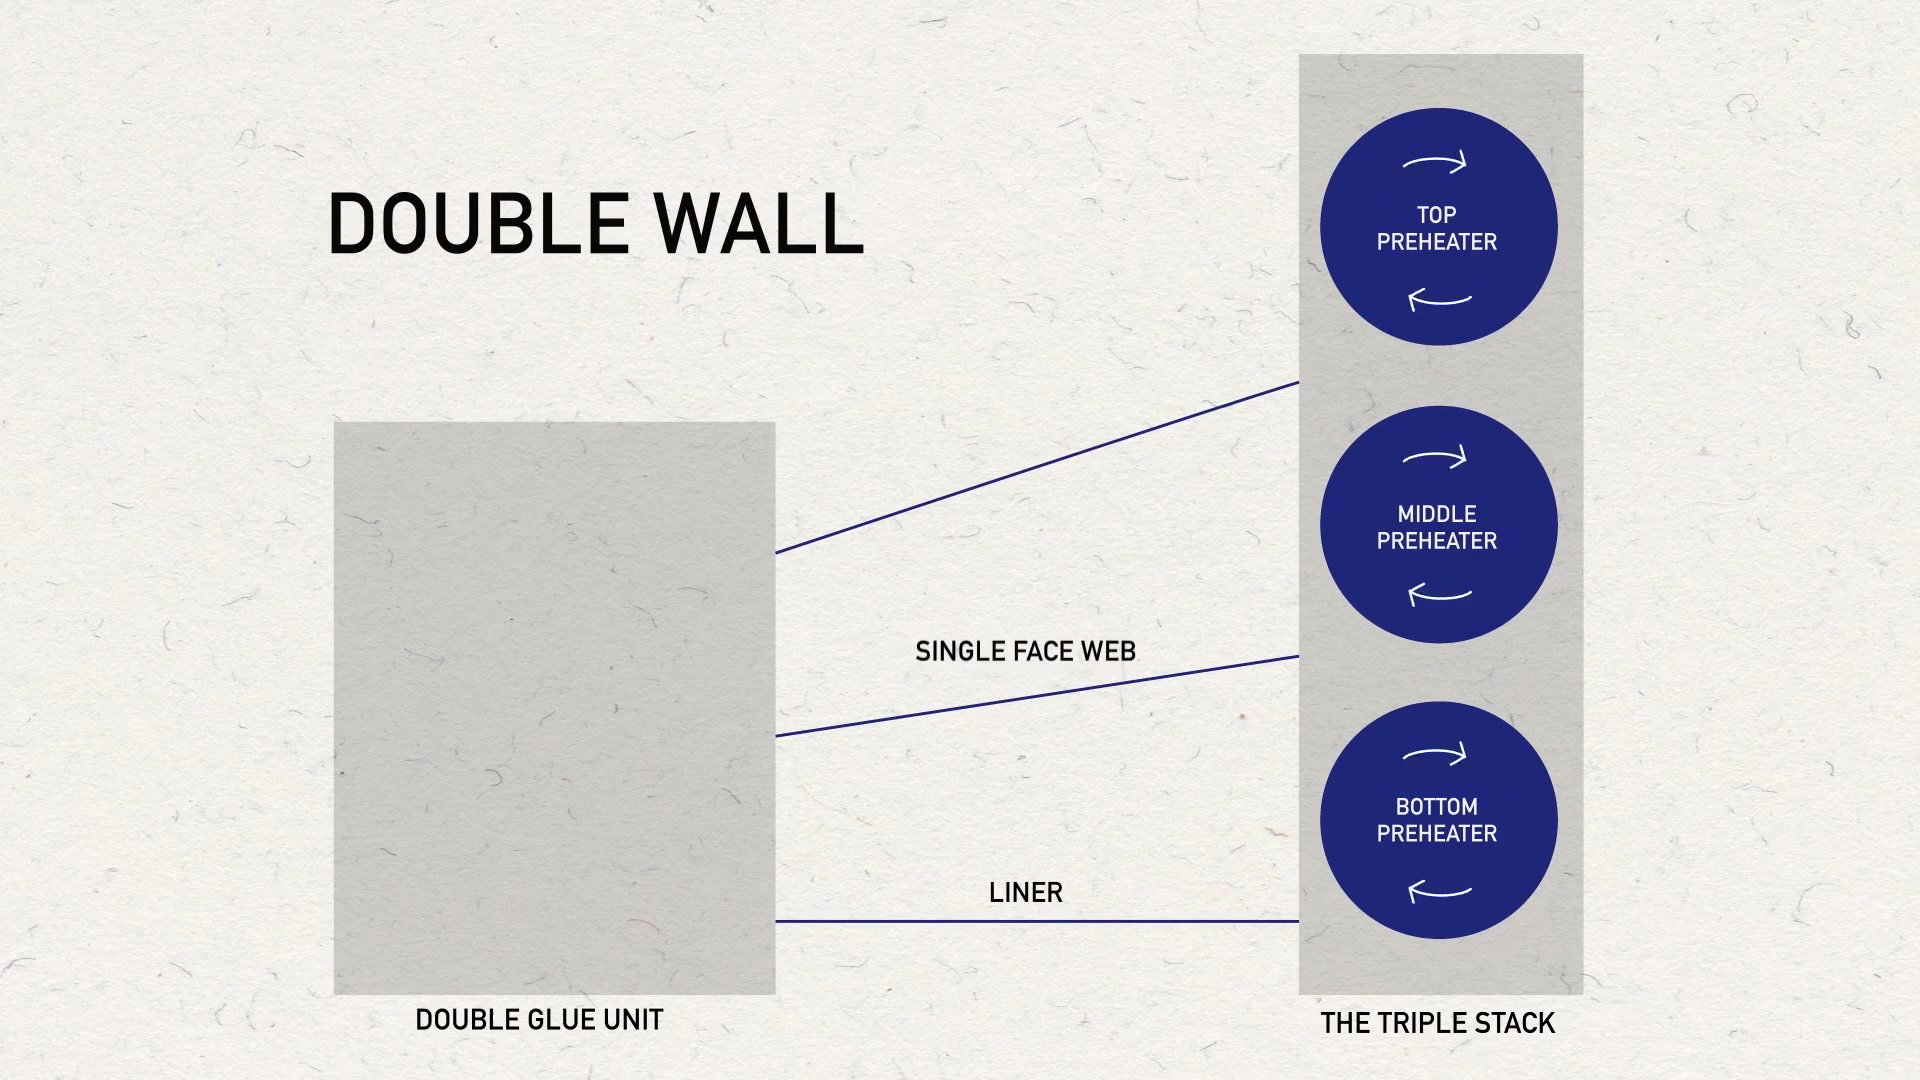 DOUBLE WALL
TOP
PREHEATER
MIDDLE
PREHEATER
SINGLE FACE WEB
BOTTOM
PREHEATER
LINER
DOUBLE GLUE UNIT
THE TRIPLE STACK